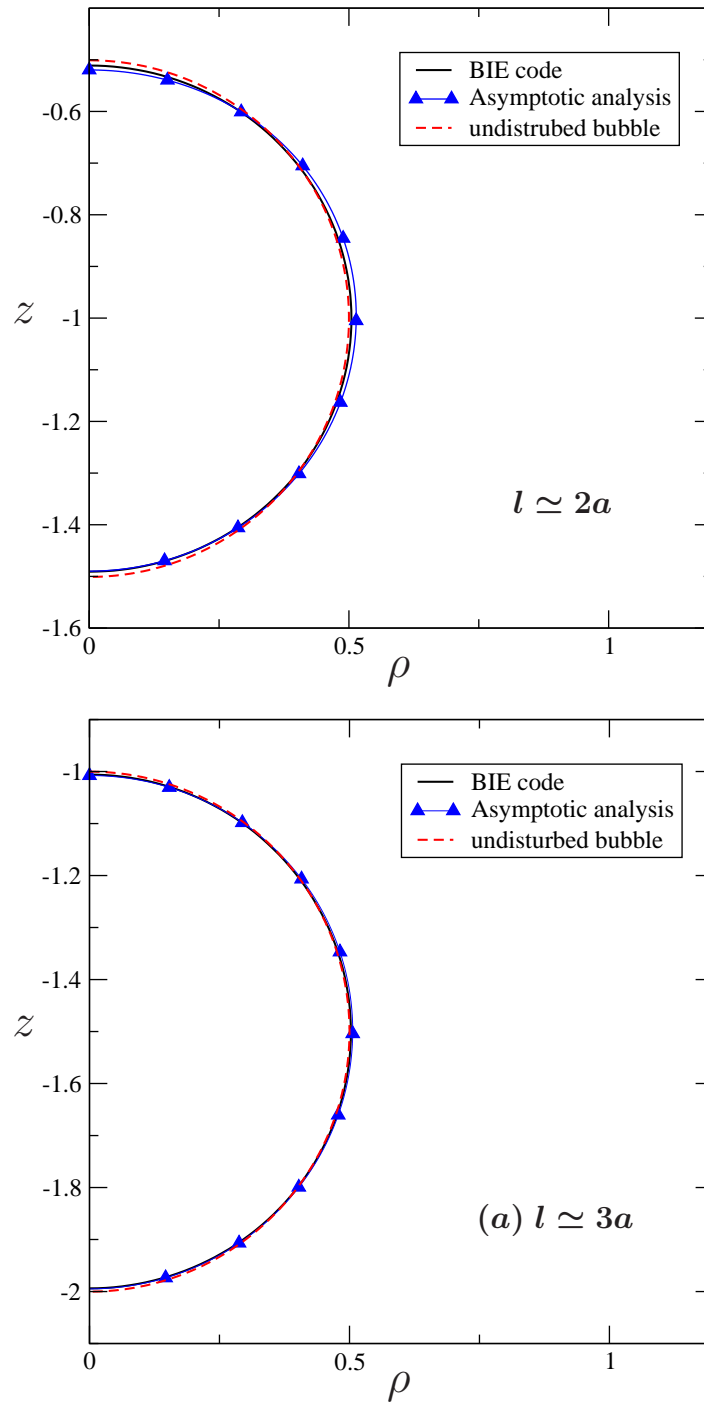 BIE code
Asymptotic analysis
undistrubed bubble
-0.6
-0.8
z
-1
-1.2
l ≃ 2a
-1.4
-1.6
0
0.5
1
ρ
-1
BIE code
Asymptotic analysis
undisturbed bubble
-1.2
-1.4
z
-1.6
-1.8
(a) l ≃ 3a
-2
0
0.5
1
ρ